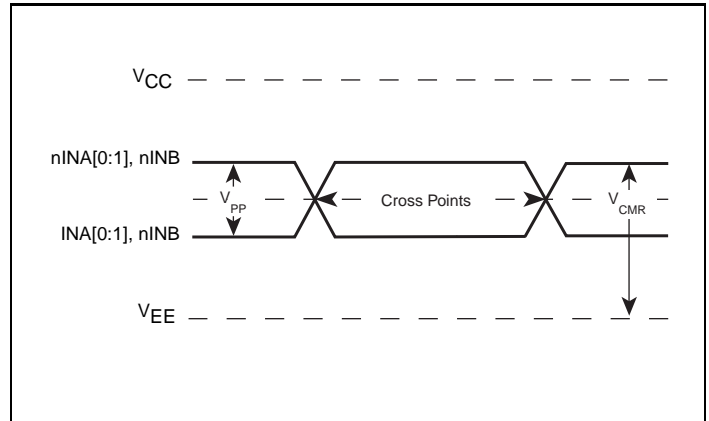 VCC
nINA[0:1], nINB
VPP
Cross Points
VCMR
INA[0:1], nINB
VEE